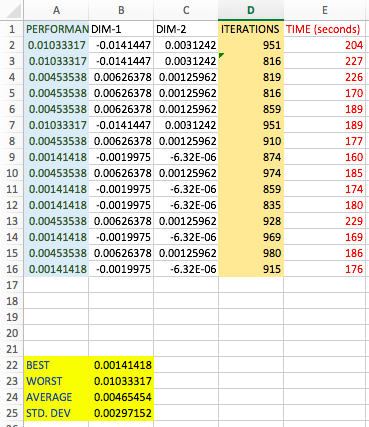 A B C D E
1 PERFORMAN DIM-1 DIM-2 ITERATIONS TIME (seconds)
2 0.01033317 -0.0141447 0.0031242 951 204
3 0.01033317 -0.0141447 0.0031242 816 227
4 0.00453538 0.00626378 0.00125962 819 226
5 0.00453538 0.00626378 0.00125962 816 170
6 0.00453538 0.00626378 0.00125962 859 189
7 0.01033317 -0.0141447 0.0031242 951 189
8 0.00453538 0.00626378 0.00125962 910 177
9 0.00141418 -0.0019975 -6.32E-06 874 160
10 0.00453538 0.00626378 0.00125962 974 185
11 0.00141418 -0.0019975 -6.32E-06 859 174
12 0.00141418 -0.0019975 -6.32E-06 835 180
13 0.00453538 0.00626378 0.00125962 928 229
14 0.00141418 -0.0019975 -6.32E-06 969 169
15 0.00453538 0.00626378 0.00125962 980 186
16 0.00141418 -0.0019975 -6.32E-06 915 176
17
18
19
20
21
22 BEST 0.00141418
23 WORST 0.01033317
24 AVERAGE 0.00465454
25 STD. DEV 0.00297152